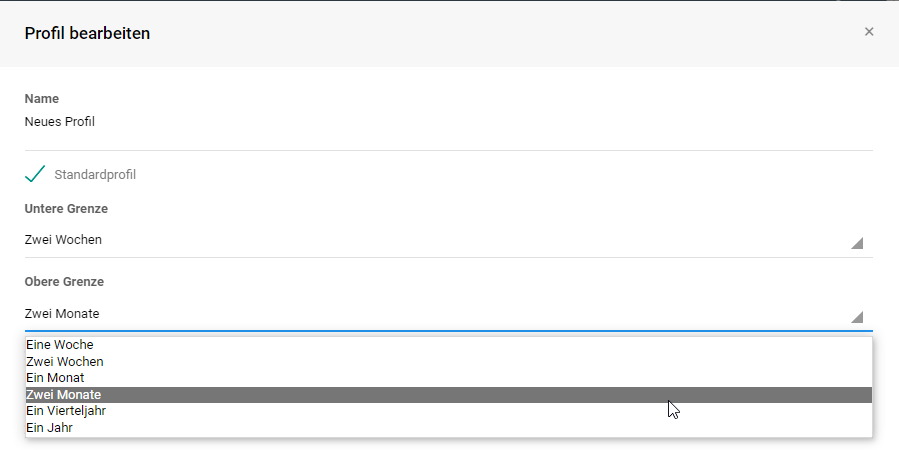 Profil bearbeiten ×
Name
Neues Profil
Standardprofil
Untere Grenze
Zwei Wochen
Obere Grenze
Zwei Monate
Eine Woche
Zwei Wochen
Ein Monat
Zwei Monate
Ein Vierteljahr
Ein Jahr